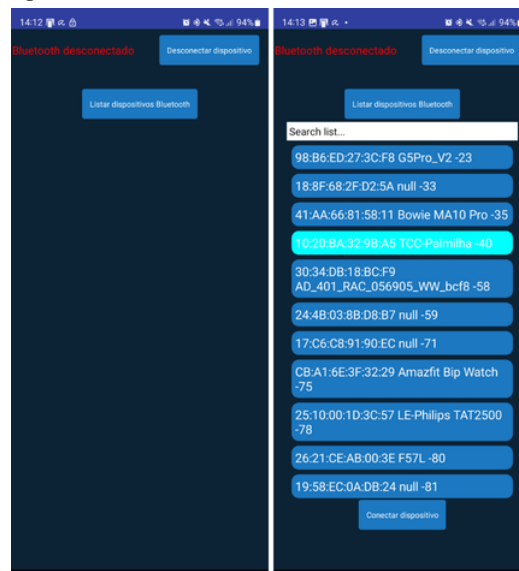 14:12
94%
Bluetooth desconectado
Desconectar dispositivo
Listar dispositivos Bluetooth
14:13
94%
Bluetooth desconectado
Desconectar dispositivo
Listar dispositivos Bluetooth
Search list...
98:B6:ED:27:3C:F8 G5Pro_V2 -23
18:8F:68:2F:D2:5A null -33
41:AA:66:81:58:11 Bowie MA10 Pro -35
10:20:BA:32:9B:A5 TCC-Palmilha -40
30:34:DB:18:BC:F9
AD_401_RAC_056905_WW_bcf8 -58
24:4B:03:8B:D8:B7 null -59
17:C6:C8:91:90:EC null -71
CB:A1:6E:3F:32:29 Amazfit Bip Watch
-75
25:10:00:1D:3C:57 LE-Philips TAT2500
-78
26:21:CE:AB:00:3E F57L -80
19:58:EC:0A:DB:24 null -81
Conectar dispositivo